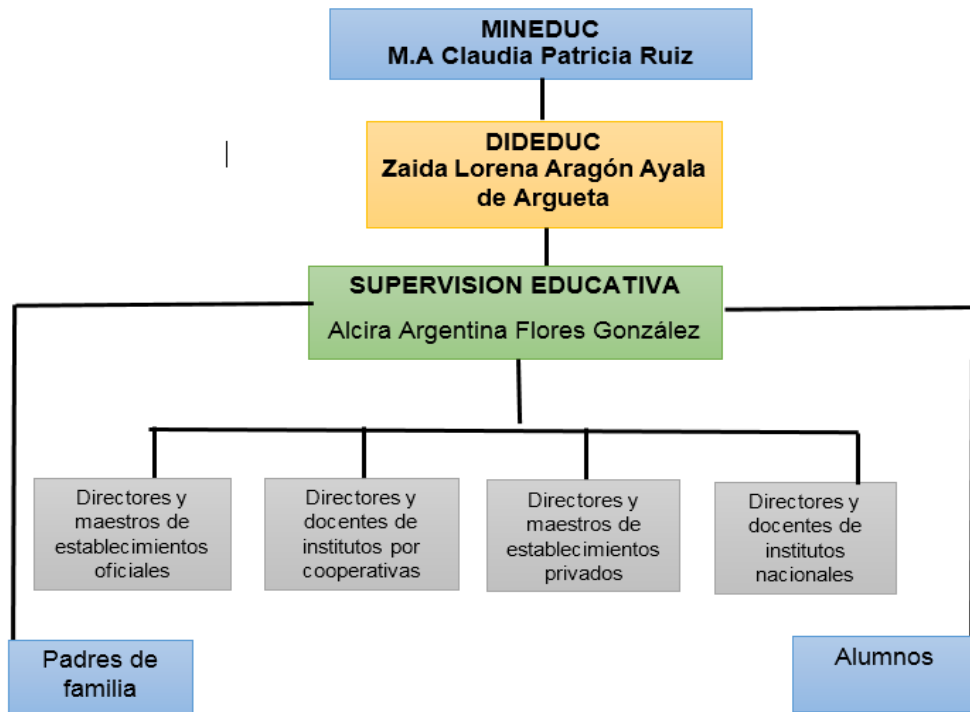 MINEDUC
M.A Claudia Patricia Ruiz
DIDEDUC
Zaida Lorena Aragón Ayala
de Argueta
SUPERVISION EDUCATIVA
Alcira Argentina Flores González
Directores y
maestros de
establecimientos
oficiales
Directores y
docentes de
institutos por
cooperativas
Directores y
maestros de
establecimientos
privados
Directores y
docentes de
institutos
nacionales
Padres de
familia
Alumnos